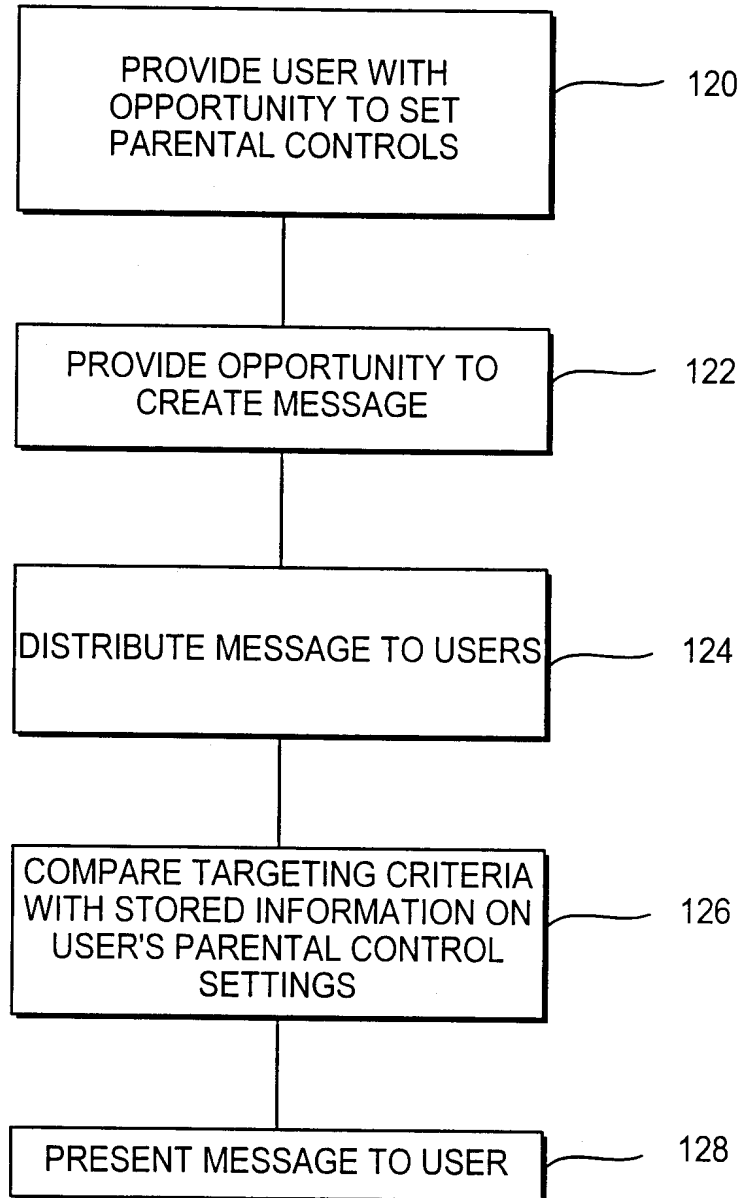 PROVIDE USER WITH
OPPORTUNITY TO SET
PARENTAL CONTROLS
120
PROVIDE OPPORTUNITY TO
CREATE MESSAGE
122
DISTRIBUTE MESSAGE TO USERS
124
COMPARE TARGETING CRITERIA
WITH STORED INFORMATION ON
USER'S PARENTAL CONTROL
SETTINGS
126
PRESENT MESSAGE TO USER
128